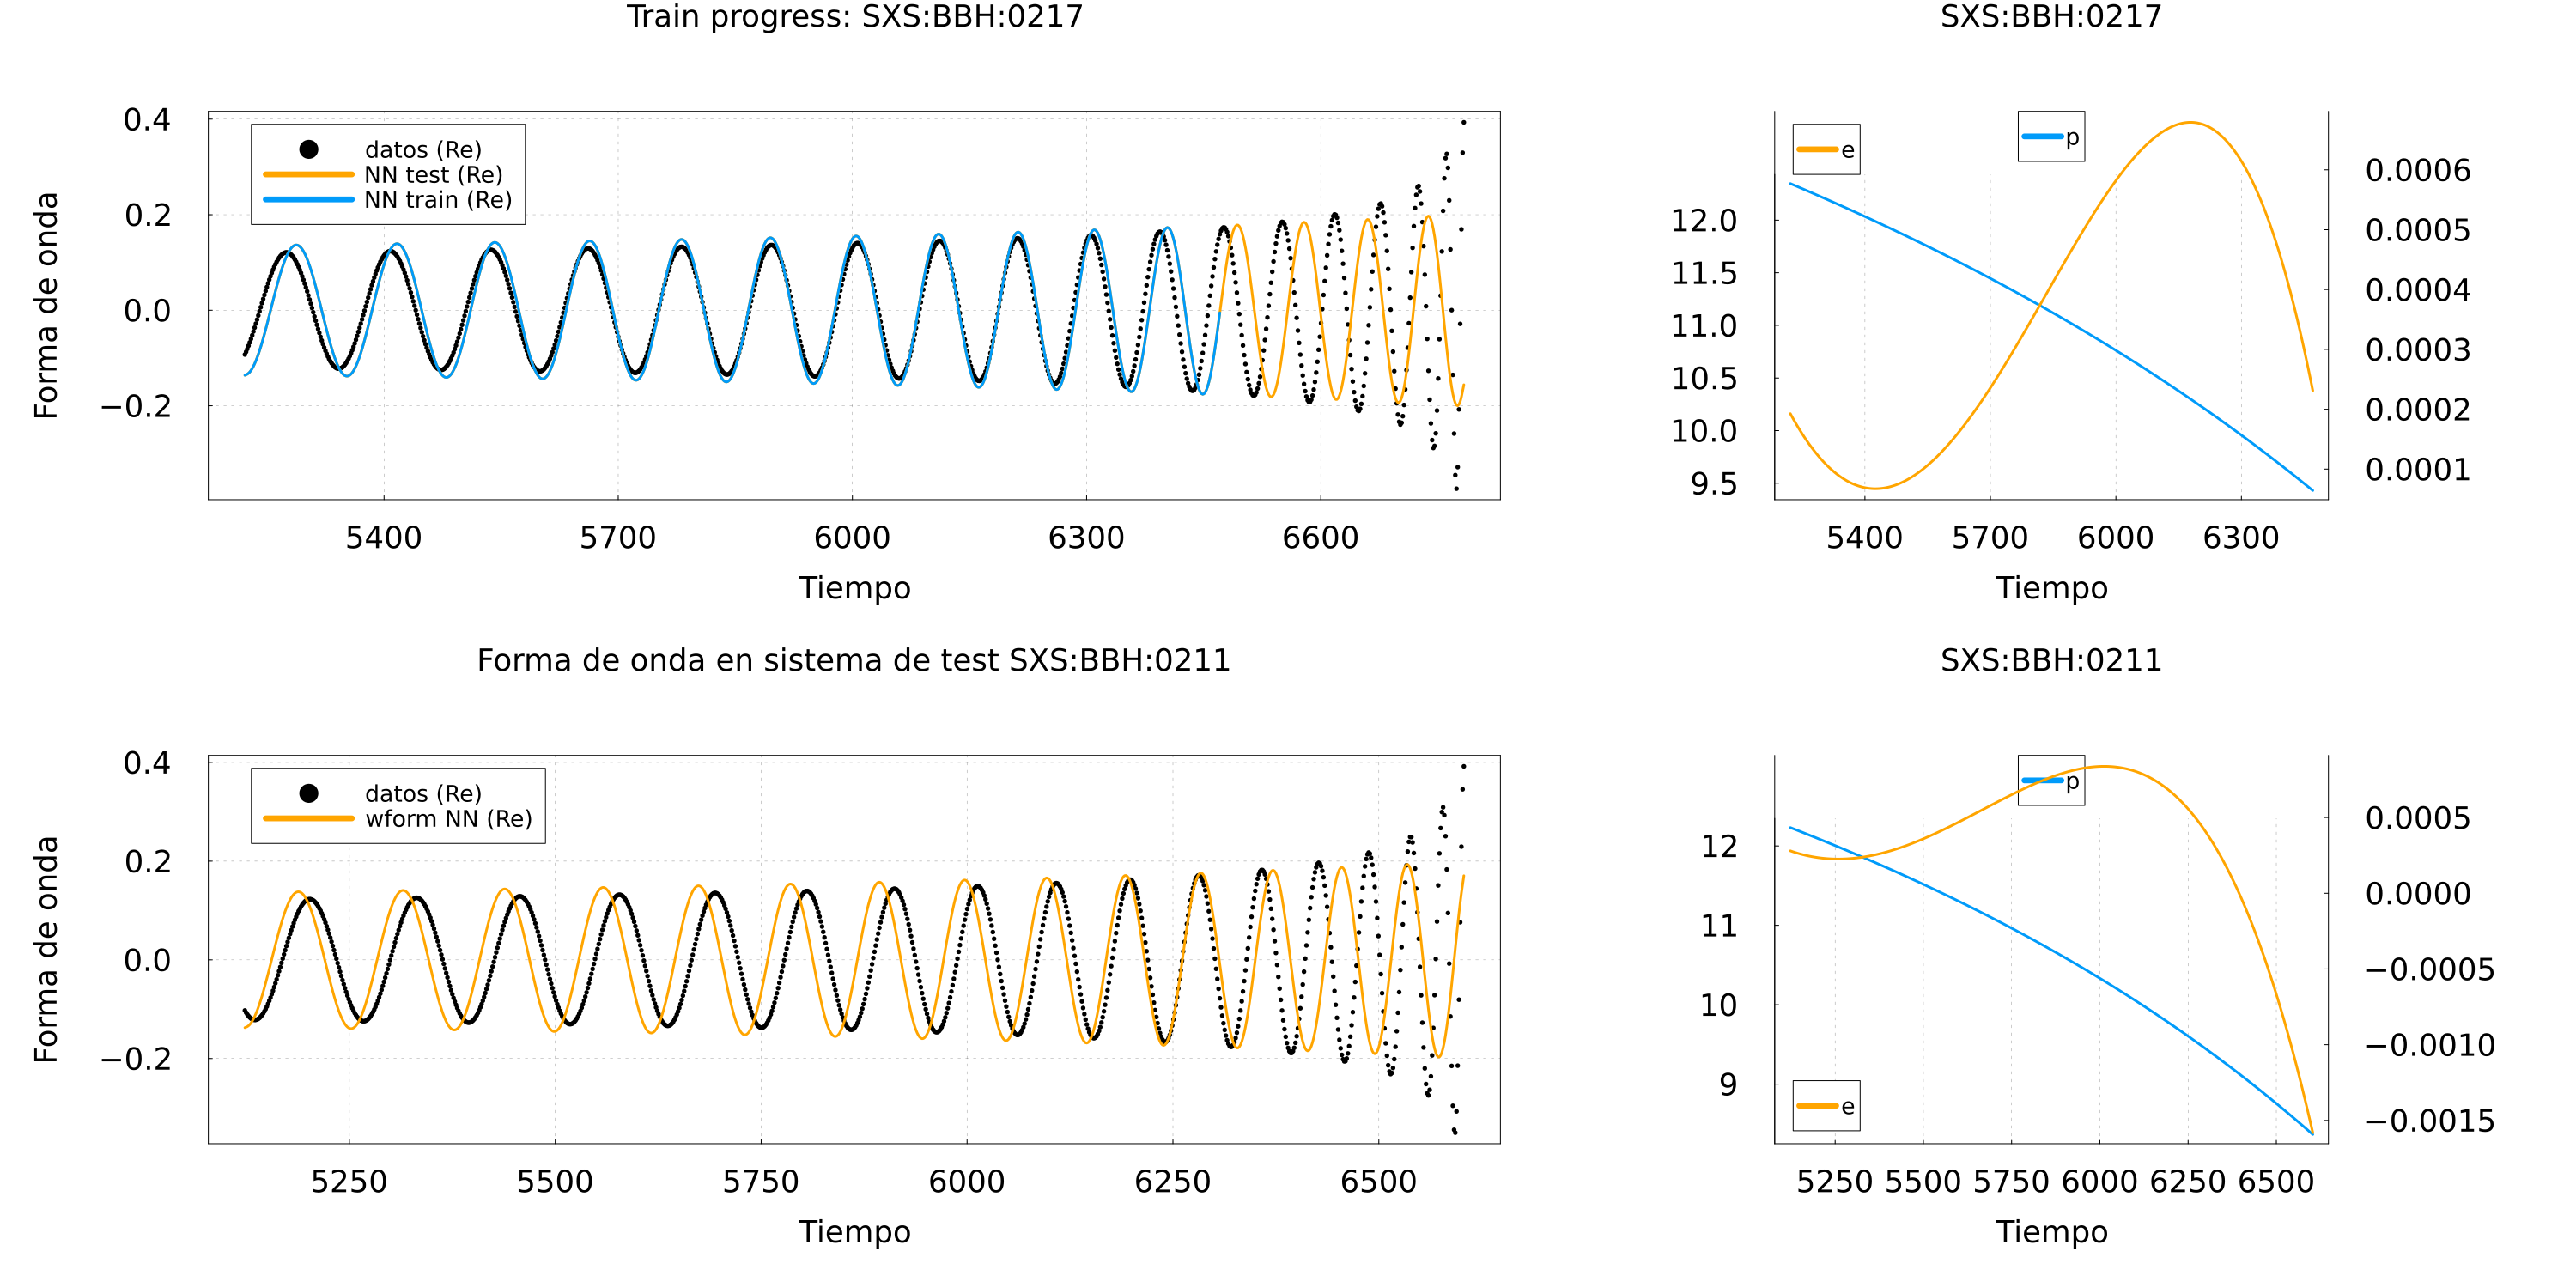 Train progress: SXS:BBH:0217
Forma de onda
0.4
0.2
0.0
−0.2
datos (Re)
NN test (Re)
NN train (Re)
5400 5700 6000 6300 6600
Tiempo
SXS:BBH:0217
e
p
12.0
11.5
11.0
10.5
10.0
9.5
0.0006
0.0005
0.0004
0.0003
0.0002
0.0001
5400 5700 6000 6300
Tiempo
Forma de onda en sistema de test SXS:BBH:0211
Forma de onda
0.4
0.2
0.0
−0.2
datos (Re)
wform NN (Re)
5250 5500 5750 6000 6250 6500
Tiempo
SXS:BBH:0211
p
e
12
11
10
9
0.0005
0.0000
−0.0005
−0.0010
−0.0015
5250 5500 5750 6000 6250 6500
Tiempo